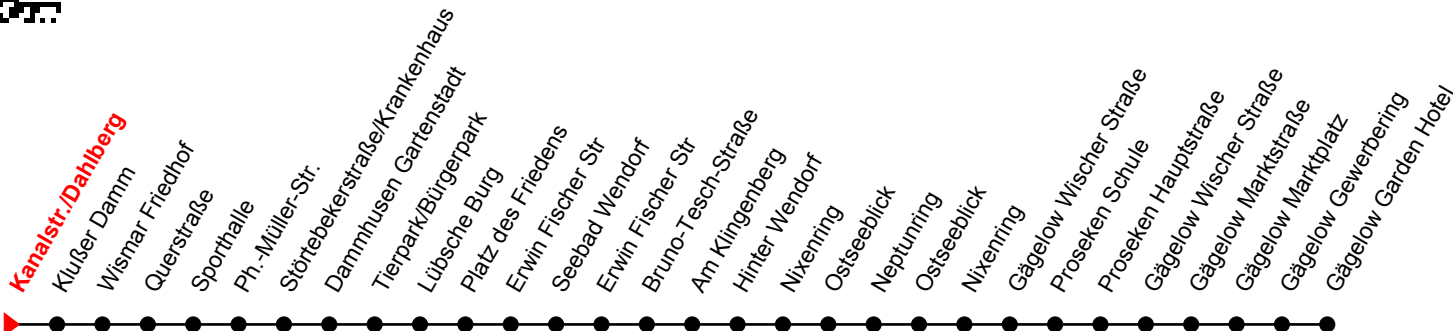 Kanalstr./Dahlberg
Klußer Damm
Wismar Friedhof
Querstraße
Sporthalle
Ph.-Müller-Str.
Störtebekerstraße/Krankenhaus
Dammhusen Gartenstadt
Tierpark/Bürgerpark
Lübsche Burg
Platz des Friedens
Erwin Fischer Str
Seebad Wendorf
Erwin Fischer Str
Bruno-Tesch-Straße
Am Klingenberg
Hinter Wendorf
Nixenring
Ostseeblick
Neptunring
Ostseeblick
Nixenring
Gägelow Wischer Straße
Proseken Schule
Proseken Hauptstraße
Gägelow Wischer Straße
Gägelow Marktstraße
Gägelow Marktplatz
Gägelow Gewerbering
Gägelow Garden Hotel